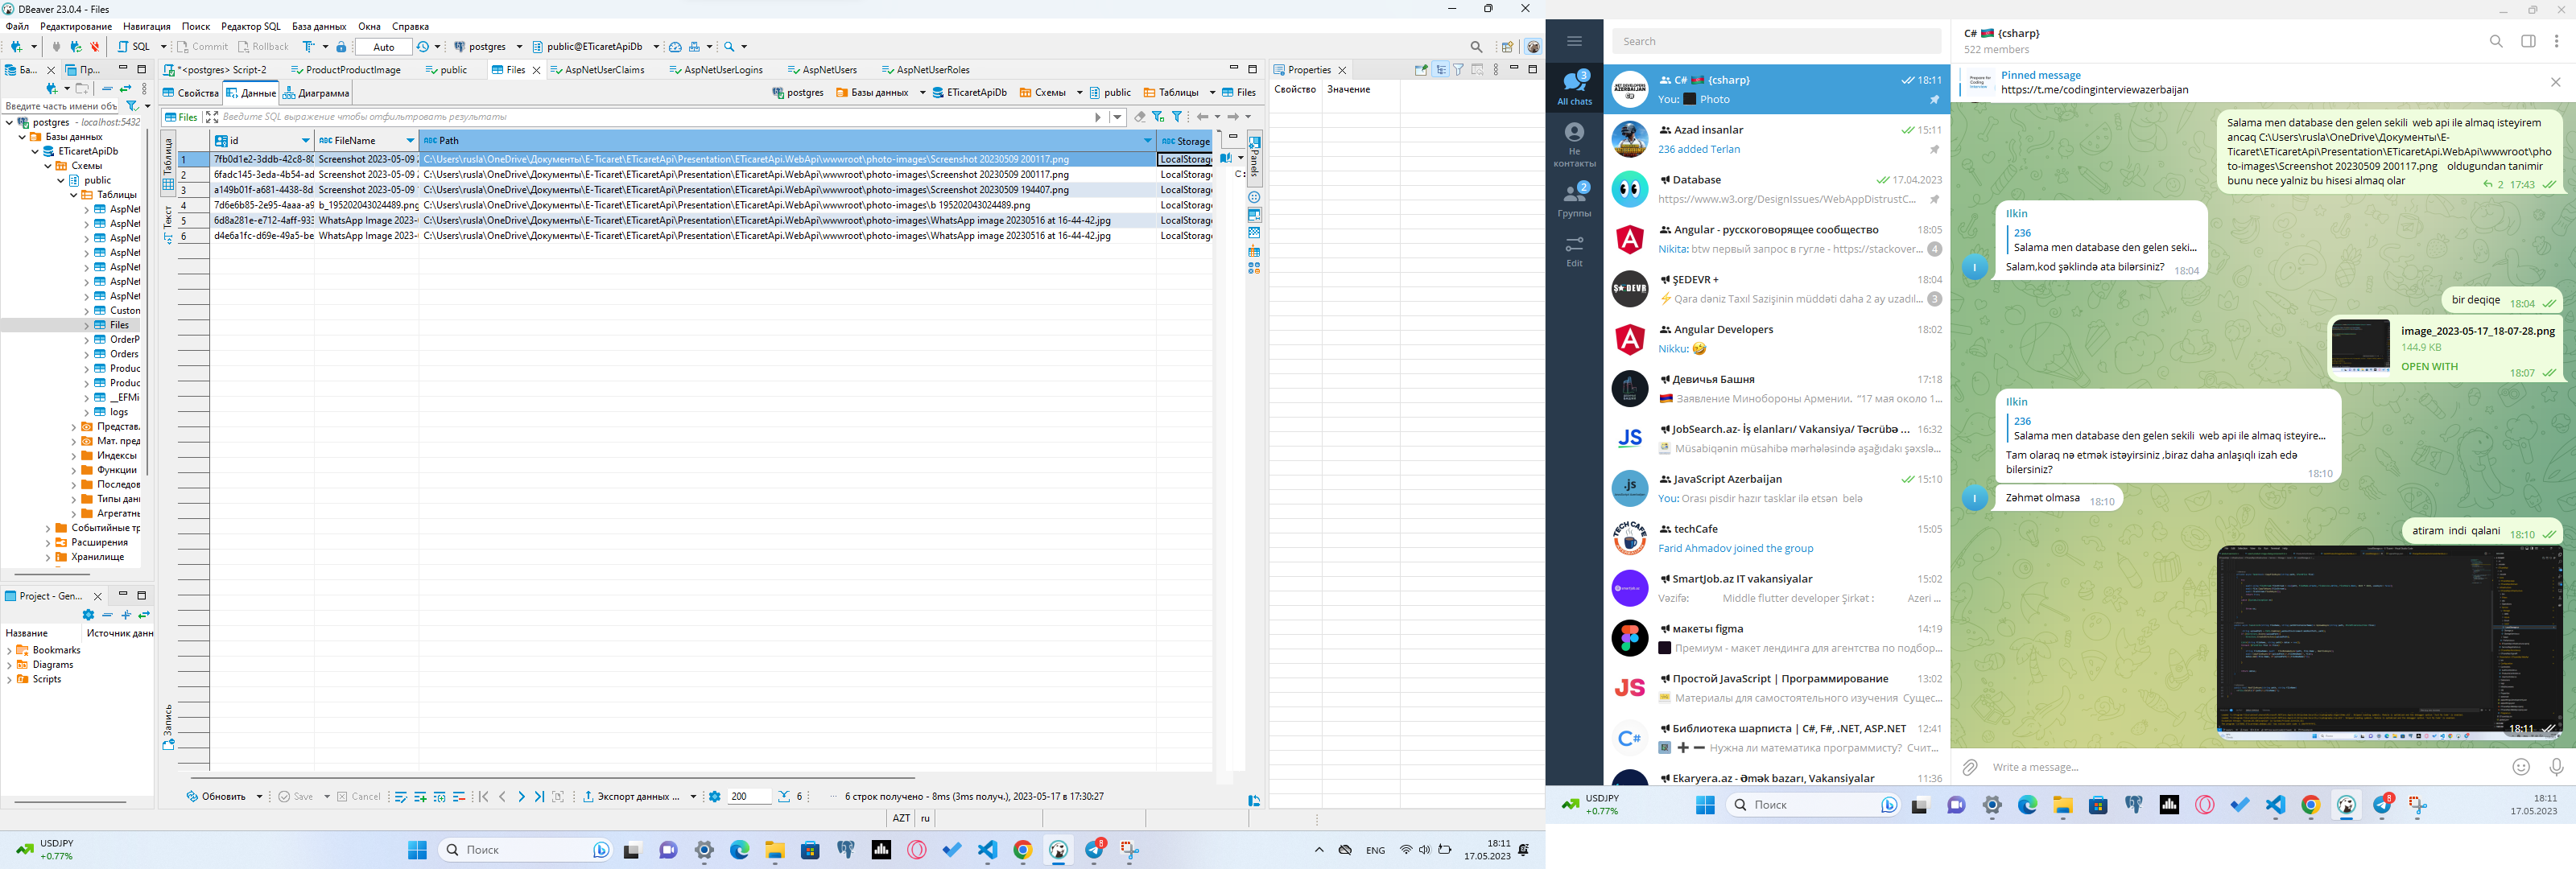 DBeaver 23.0.4 - Files
Файл Редактирование Навигация Поиск Редактор SQL База данных Окна Справка
SQL Commit Rollback Auto postgres public@ETicaretApiDb
Ба... Пр...
*<postgres> Script-2 ProductProductImage public Files AspNetUserClaims AspNetUserLogins AspNetUsers AspNetUserRoles
Свойства Данные Диаграмма
postgres Базы данных ETicaretApiDb Схемы public Таблицы Files
Введите часть имени объ
Files Введите SQL выражение чтобы отфильтровать результаты
postgres - localhost:5432
Базы данных
ETicaretApiDb
Схемы
public
Таблицы
AspNet
AspNet
AspNet
AspNet
AspNet
AspNet
AspNet
Custom
Files
OrderP
Orders
Produc
Produc
__EFMi
logs
Представ.
Мат. пред
Индексы
Функции
Последов
Типы дан
Агрегатнь
Событийные тр
Расширения
Хранилище
Таблица
Текст
Запись
id FileName Path Storage
1 7fb0d1e2-3ddb-42c8-80 Screenshot 2023-05-09 C:\Users\rusla\OneDrive\Документы\E-Ticaret\ETicaretApi\Presentation\ETicaretApi.WebApi\wwwroot\photo-images\Screenshot 20230509 200117.png LocalStorage
2 6fadc145-3eda-4b54-ad Screenshot 2023-05-09 C:\Users\rusla\OneDrive\Документы\E-Ticaret\ETicaretApi\Presentation\ETicaretApi.WebApi\wwwroot\photo-images\Screenshot 20230509 200117.png LocalStorage
3 a149b01f-a681-4438-8d Screenshot 2023-05-09 C:\Users\rusla\OneDrive\Документы\E-Ticaret\ETicaretApi\Presentation\ETicaretApi.WebApi\wwwroot\photo-images\Screenshot 20230509 194407.png LocalStorage
4 7d6e6b85-2e95-4aaa-a9 b_195202043024489.png C:\Users\rusla\OneDrive\Документы\E-Ticaret\ETicaretApi\Presentation\ETicaretApi.WebApi\wwwroot\photo-images\b 195202043024489.png LocalStorage
5 6d8a281e-e712-4aff-933 WhatsApp Image 2023- C:\Users\rusla\OneDrive\Документы\E-Ticaret\ETicaretApi\Presentation\ETicaretApi.WebApi\wwwroot\photo-images\WhatsApp image 20230516 at 16-44-42.jpg LocalStorage
6 d4e6a1fc-d69e-49a5-be WhatsApp Image 2023- C:\Users\rusla\OneDrive\Документы\E-Ticaret\ETicaretApi\Presentation\ETicaretApi.WebApi\wwwroot\photo-images\WhatsApp image 20230516 at 16-44-42.jpg LocalStorage
Panels
Properties
Свойство Значение
Project - Gen...
Название Источник данн
Bookmarks
Diagrams
Scripts
Обновить Save Cancel Экспорт данных ... 200 6 6 строк получено - 8ms (3ms получ.), 2023-05-17 в 17:30:27
AZT ru
USDJPY
+0.77%
Поиск
8
ENG
18:11
17.05.2023
3
All chats
Не
контакты
2
Группы
Edit
Search
C# {csharp} 18:11
You: Photo
Azad insanlar 15:11
236 added Terlan
Database 17.04.2023
https://www.w3.org/DesignIssues/WebAppDistrustC...
Angular - русскоговорящее сообщество 18:05
Nikita: btw первый запрос в гугле - https://stackover... 4
ŞEDEVR + 18:04
Qara dəniz Taxıl Sazişinin müddəti daha 2 ay uzadıl... 3
Angular Developers 18:02
Nikku:
Девичья Башня 17:18
Заявление Минобороны Армении. "17 мая около 1...
JobSearch.az- İş elanları/ Vakansiya/ Təcrübə ... 16:32
Müsabiqənin müsahibə mərhələsində aşağıdakı şəxslə...
JavaScript Azerbaijan 15:10
You: Orası pisdir hazır tasklar ilə etsən belə
techCafe 15:05
Farid Ahmadov joined the group
SmartJob.az IT vakansiyalar 15:02
Vəzifə: Middle flutter developer Şirkət : Azeri ...
макеты figma 14:19
Премиум - макет лендинга для агентства по подбор...
Простой JavaScript | Программирование 13:02
Материалы для самостоятельного изучения Сущес...
Библиотека шарписта | C#, F#, .NET, ASP.NET 12:41
Нужна ли математика программисту? Счит...
Ekaryera.az - Əmək bazarı, Vakansiyalar 11:36
C# {csharp}
522 members
Pinned message
https://t.me/codinginterviewazerbaijan
Salama men database den gelen sekili web api ile almaq isteyirem
ancaq C:\Users\rusla\OneDrive\Документы\E-
Ticaret\ETicaretApi\Presentation\ETicaretApi.WebApi\wwwroot\pho
to-images\Screenshot 20230509 200117.png oldugundan tanimir
bunu nece yalniz bu hisesi almaq olar 2 17:43
Ilkin
236
Salama men database den gelen seki...
Salam,kod şəklində ata bilərsiniz? 18:04
bir deqiqe 18:04
image_2023-05-17_18-07-28.png
144.9 KB
OPEN WITH 18:07
Ilkin
236
Salama men database den gelen sekili web api ile almaq isteyire...
Tam olaraq nə etmək istəyirsiniz ,biraz daha anlaşıqlı izah edə
bilersiniz? 18:10
Zəhmət olmasa 18:10
atiram indi qalani 18:10
18:11
Write a message...
USDJPY
+0.77%
Поиск
8
18:11
17.05.2023